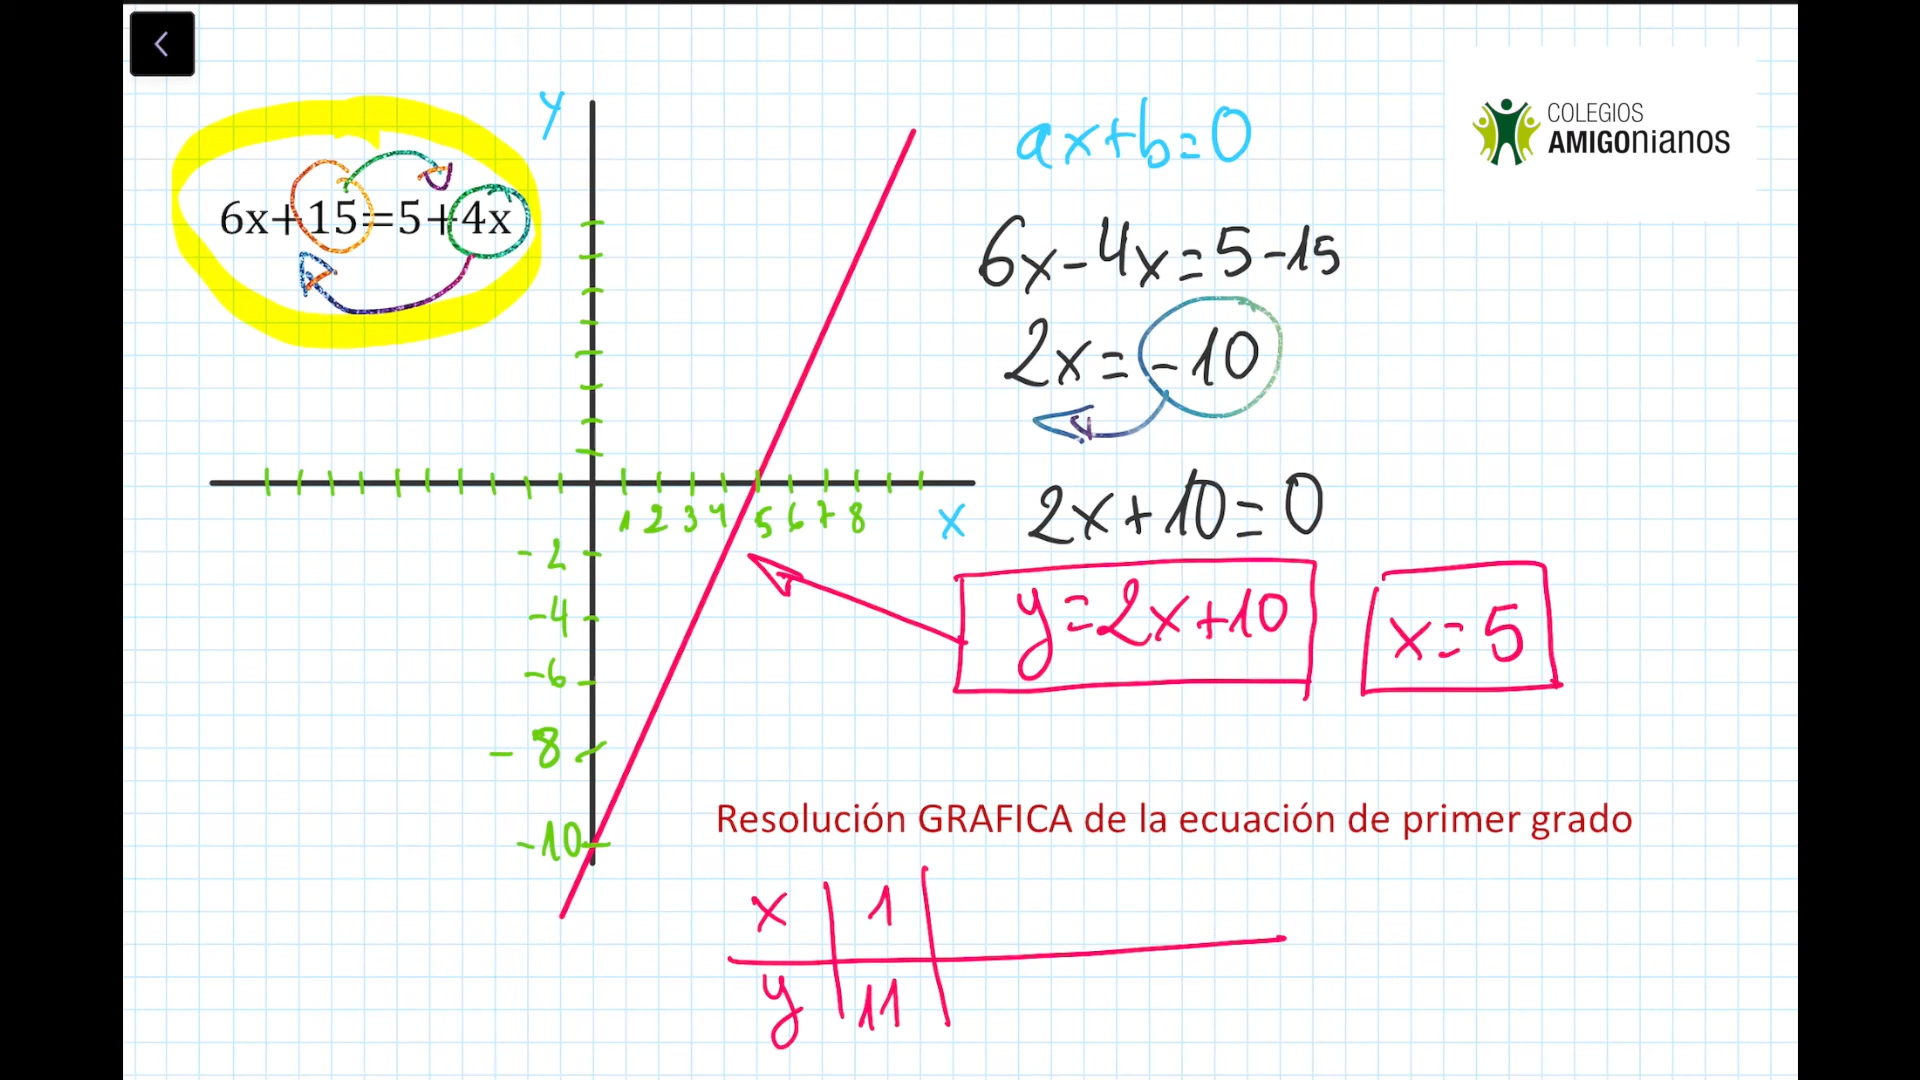 COLEGIOS
AMIGOnianos
y
ax+b=0
6x+15=5+4x
6x-4x=5-15
2x=-10
1 2 3 4 5 6 7 8
x
2x+10=0
-2
-4
-6
-8
-10
y=2x+10
x=5
Resolución GRAFICA de la ecuación de primer grado
x 1
y 11